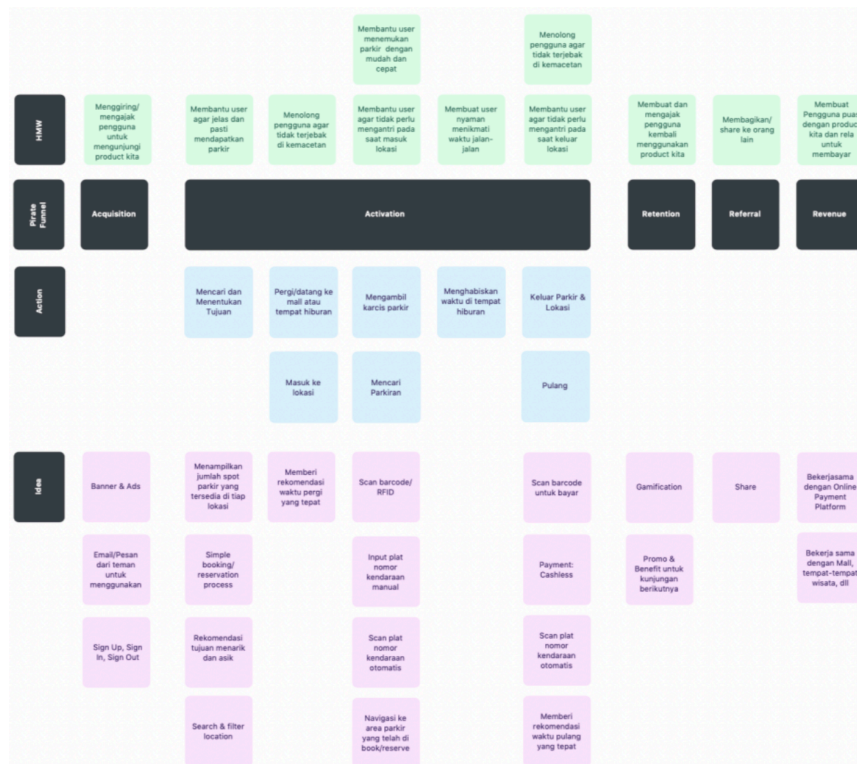 Membantu user
menemukan
parkir dengan
mudah dan
cepat
Menolong
pengguna agar
tidak terjebak
di kemacetan
HMW
Menggiring/
mengajak
pengguna
untuk
mengunjungi
product kita
Membantu user
agar jelas dan
pasti
mendapatkan
parkir
Menolong
pengguna agar
tidak terjebak
di kemacetan
Membantu user
agar tidak perlu
mengantri pada
saat masuk
lokasi
Membuat user
nyaman
menikmati
waktu jalan-
jalan
Membantu user
agar tidak perlu
mengantri pada
saat keluar
lokasi
Membuat dan
mengajak
pengguna
kembali
menggunakan
product kita
Membagikan/
share ke orang
lain
Membuat
Pengguna puas
dengan product
kita dan rela
untuk
membayar
Pirate
Funnel
Acquisition
Activation
Retention
Referral
Revenue
Action
Mencari dan
Menentukan
Tujuan
Pergi/datang ke
mall atau
tempat hiburan
Mengambil
karcis parkir
Menghabiskan
waktu di tempat
hiburan
Keluar Parkir &
Lokasi
Masuk ke
lokasi
Mencari
Parkiran
Pulang
Idea
Banner & Ads
Menampilkan
jumlah spot
parkir yang
tersedia di tiap
lokasi
Memberi
rekomendasi
waktu pergi
yang tepat
Scan barcode/
RFID
Scan barcode
untuk bayar
Gamification
Share
Bekerjasama
dengan Online
Payment
Platform
Email/Pesan
dari teman
untuk
menggunakan
Simple
booking/
reservation
process
Input plat
nomor
kendaraan
manual
Payment:
Cashless
Promo &
Benefit untuk
kunjungan
berikutnya
Bekerja sama
dengan Mall,
tempat-tempat
wisata, dll
Sign Up, Sign
In, Sign Out
Rekomendasi
tujuan menarik
dan asik
Scan plat
nomor
kendaraan
otomatis
Scan plat
nomor
kendaraan
otomatis
Search & filter
location
Navigasi ke
area parkir
yang telah di
book/reserve
Memberi
rekomendasi
waktu pulang
yang tepat